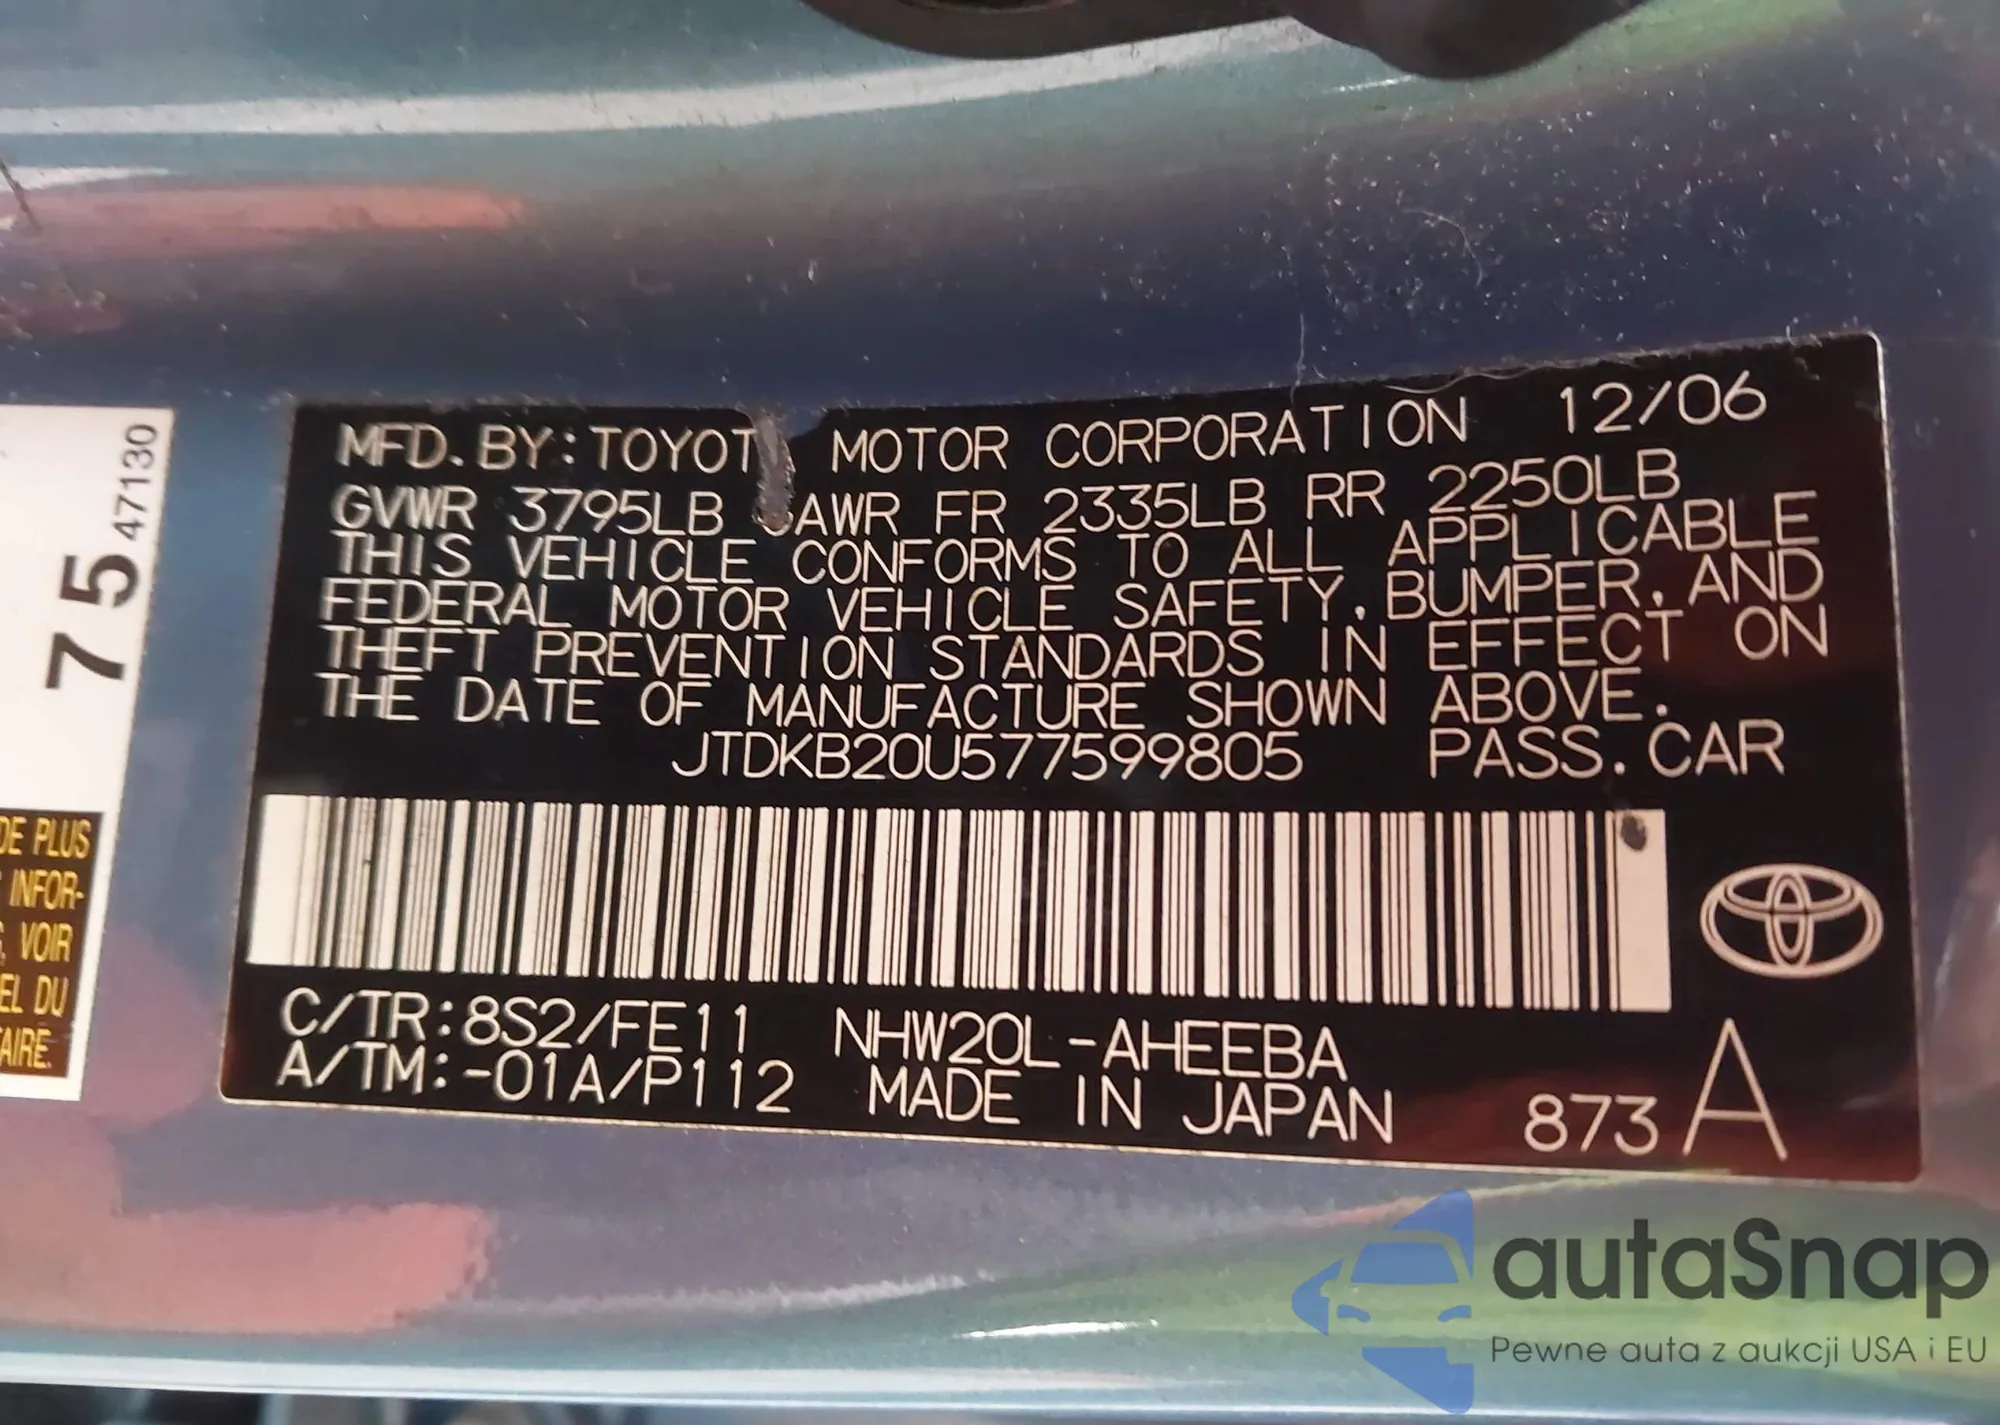 MFD. BY: TOYOT MOTOR CORPORATION 12/06
GVWR 3795LB GAWR FR 2335LB RR 2250LB
THIS VEHICLE CONFORMS TO ALL APPLICABLE
FEDERAL MOTOR VEHICLE SAFETY, BUMPER, AND
THEFT PREVENTION STANDARDS IN EFFECT ON
THE DATE OF MANUFACTURE SHOWN ABOVE.
JTDKB20U577599805 PASS. CAR
C/TR: 8S2/FE11 NHW20L-AHEEBA
A/TM: -01A/P112 MADE IN JAPAN 873 A
75 47130
DE PLUS
INFOR-
VOIR
EL DU
AIRE.
autaSnap
Pewne auta z aukcji USA i EU